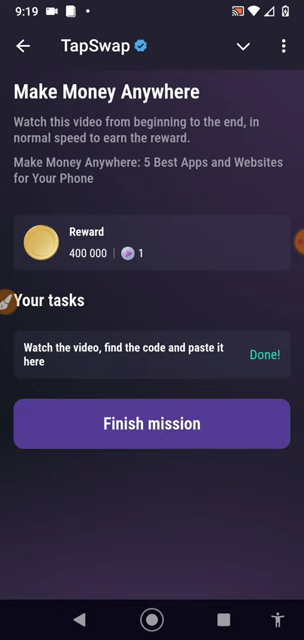 9:19
TapSwap
Make Money Anywhere
Watch this video from beginning to the end, in
normal speed to earn the reward.
Make Money Anywhere: 5 Best Apps and Websites
for Your Phone
Reward
400 000 | 1
Your tasks
Watch the video, find the code and paste it
here
Done!
Finish mission